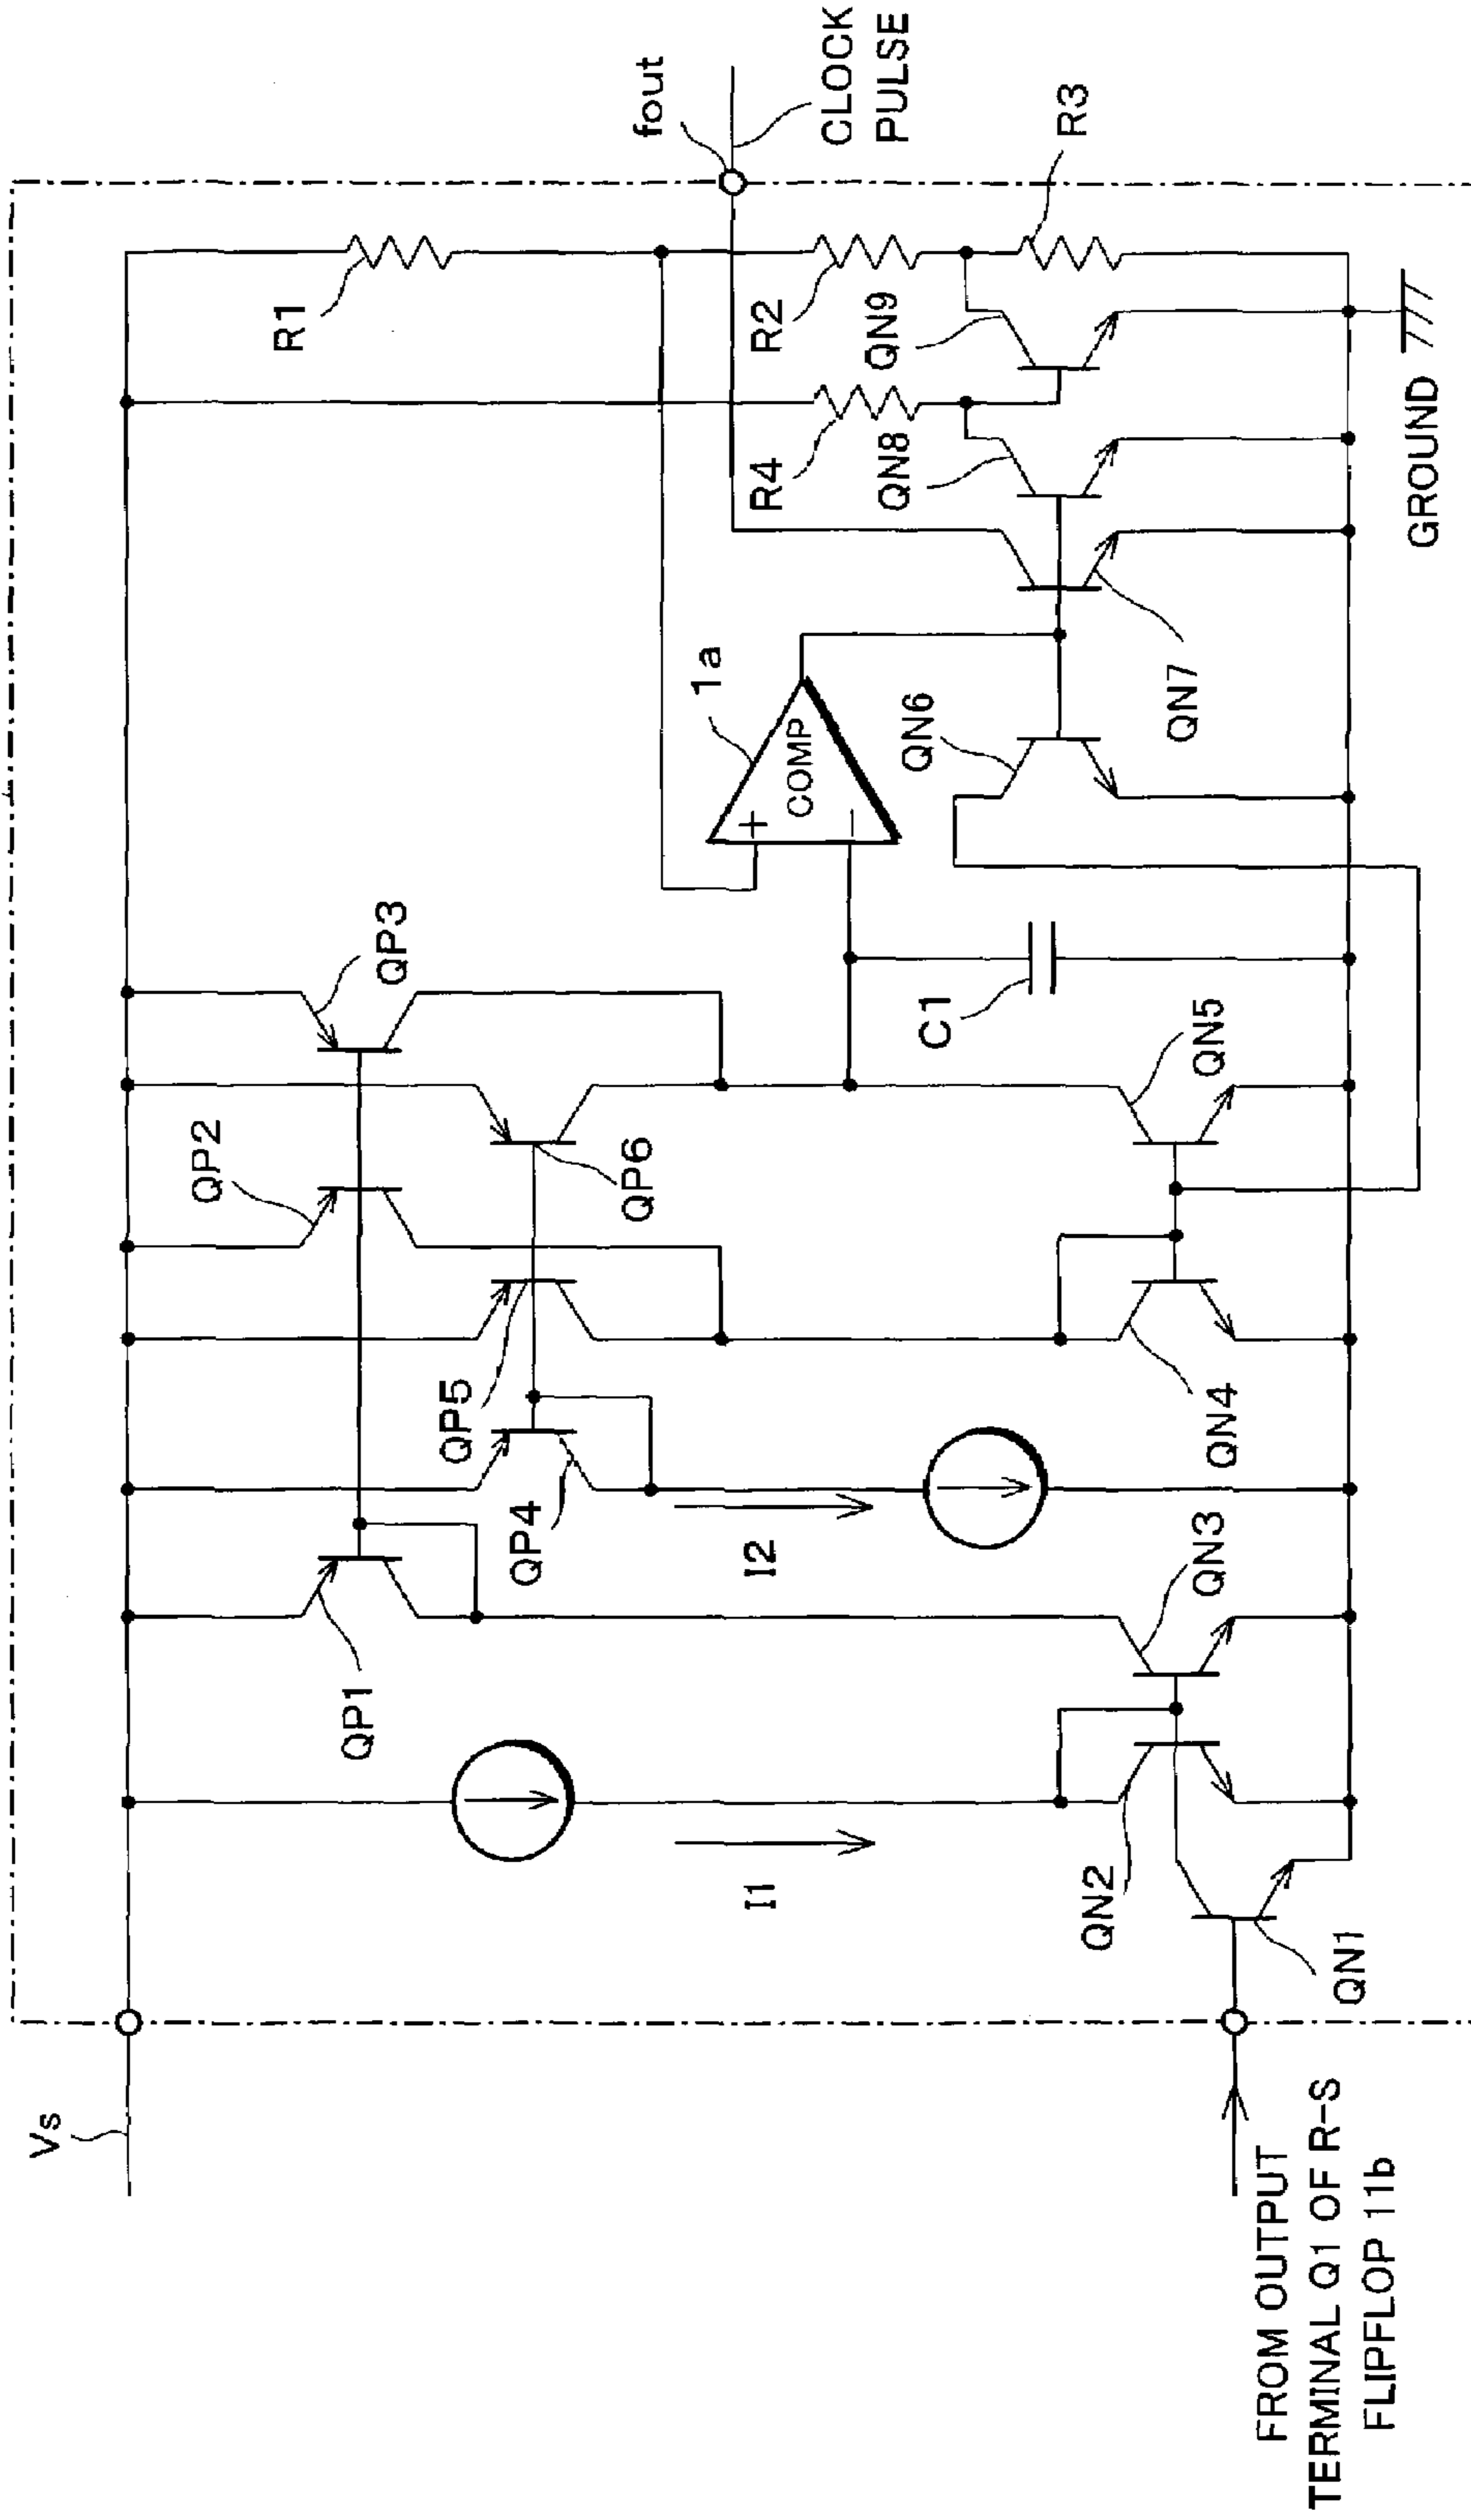 Vs
FROM OUTPUT
TERMINAL Q1 OF R-S
FLIPFLOP 11b
QP1
I1
QN2
QN1
QP4
I2
QN3
QP5
QN4
QP2
QP6
QP3
C1
QN5
1a
+
COMP
−
QN6
QN7
R4
QN8
R1
R2
QN9
R3
fout
CLOCK
PULSE
GROUND